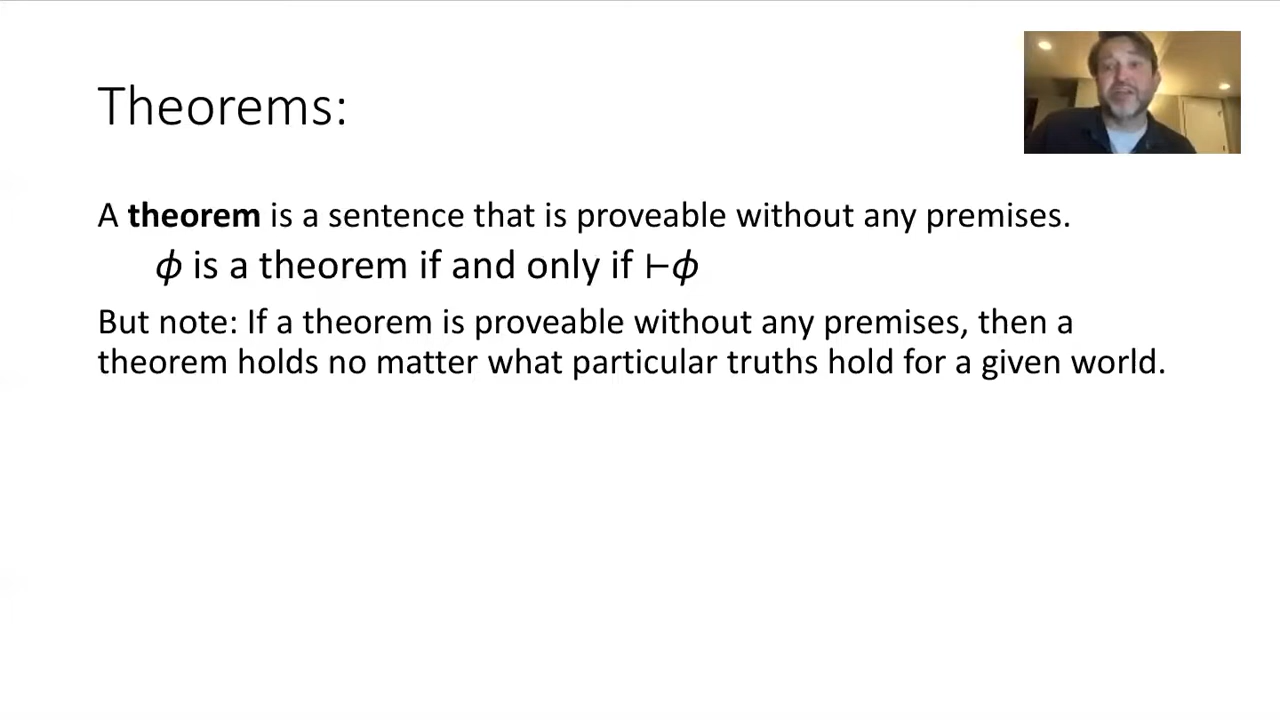 Theorems:
A theorem is a sentence that is proveable without any premises.
ϕ is a theorem if and only if ⊢ϕ
But note: If a theorem is proveable without any premises, then a
theorem holds no matter what particular truths hold for a given world.